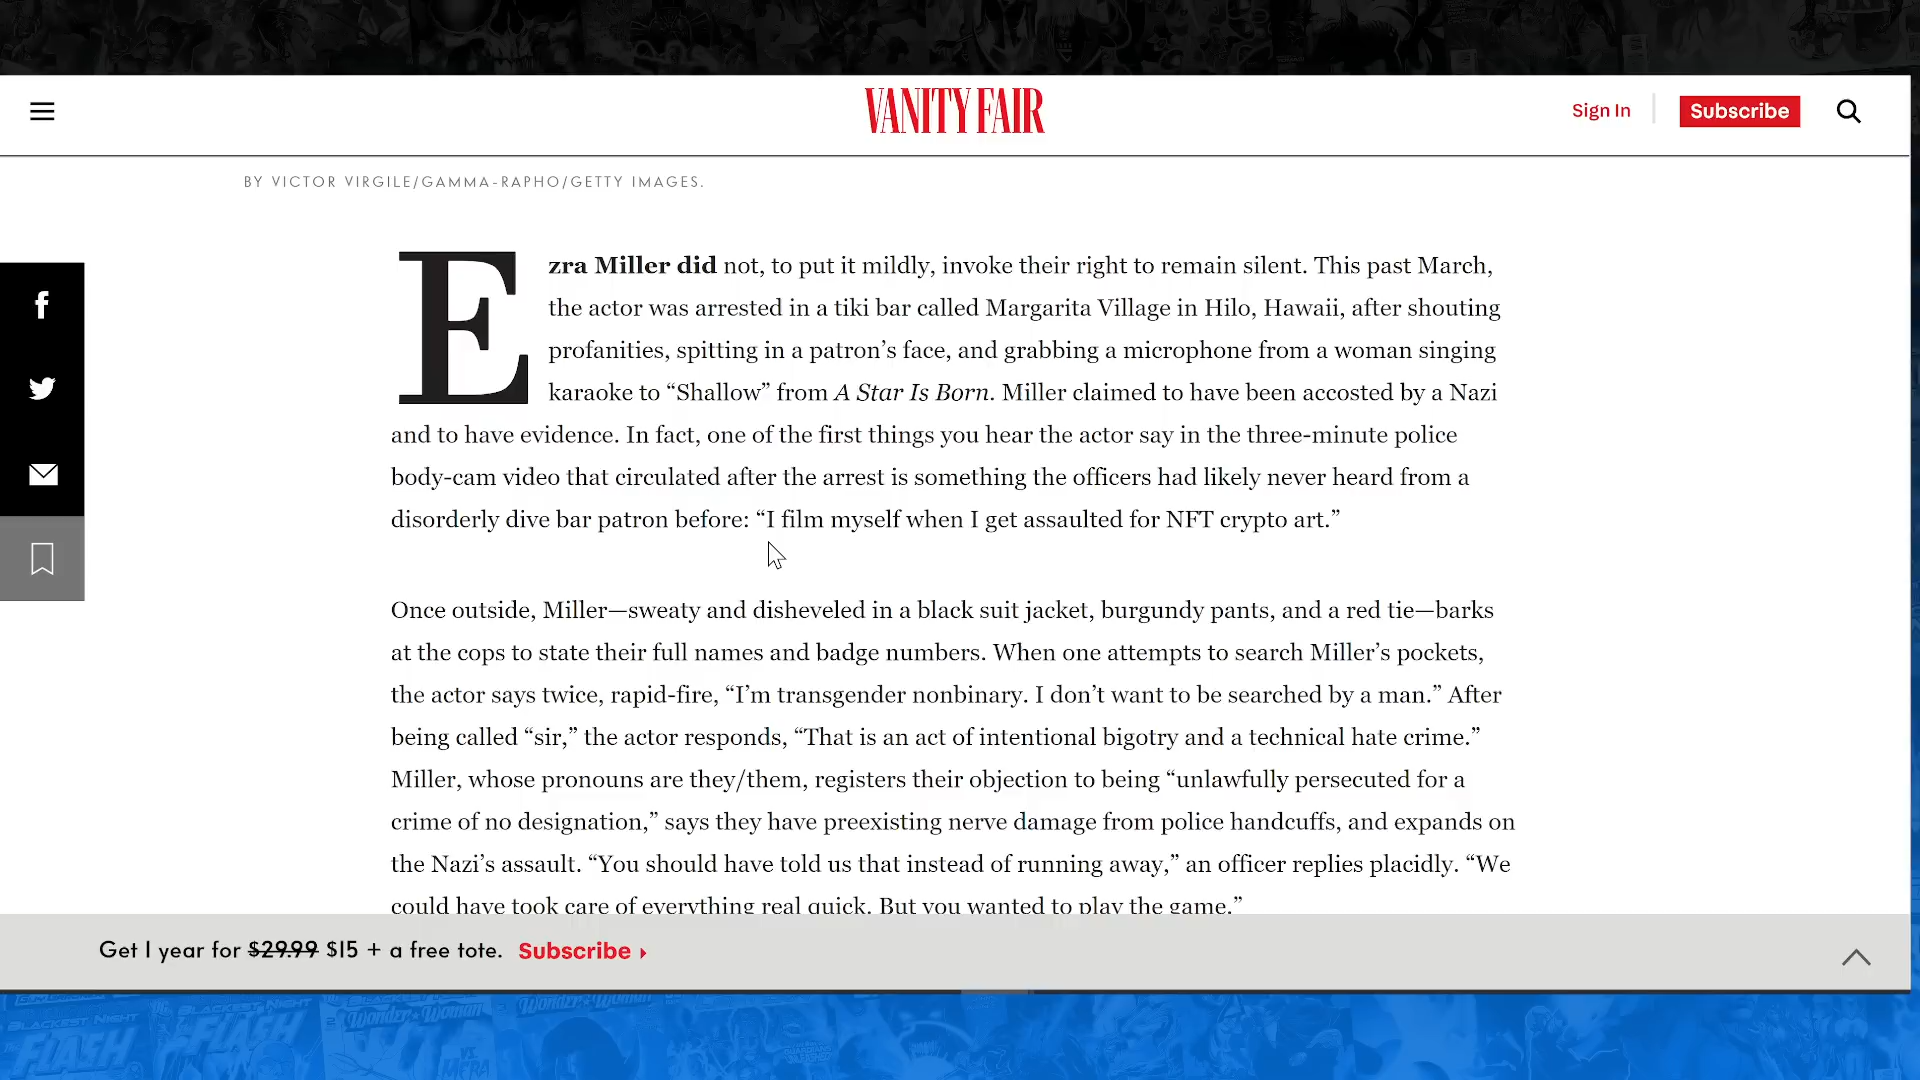 VANITY FAIR
Sign In
Subscribe
BY VICTOR VIRGILE/GAMMA-RAPHO/GETTY IMAGES.
Ezra Miller did not, to put it mildly, invoke their right to remain silent. This past March,
the actor was arrested in a tiki bar called Margarita Village in Hilo, Hawaii, after shouting
profanities, spitting in a patron’s face, and grabbing a microphone from a woman singing
karaoke to “Shallow” from A Star Is Born. Miller claimed to have been accosted by a Nazi
and to have evidence. In fact, one of the first things you hear the actor say in the three-minute police
body-cam video that circulated after the arrest is something the officers had likely never heard from a
disorderly dive bar patron before: “I film myself when I get assaulted for NFT crypto art.”
Once outside, Miller—sweaty and disheveled in a black suit jacket, burgundy pants, and a red tie—barks
at the cops to state their full names and badge numbers. When one attempts to search Miller’s pockets,
the actor says twice, rapid-fire, “I’m transgender nonbinary. I don’t want to be searched by a man.” After
being called “sir,” the actor responds, “That is an act of intentional bigotry and a technical hate crime.”
Miller, whose pronouns are they/them, registers their objection to being “unlawfully persecuted for a
crime of no designation,” says they have preexisting nerve damage from police handcuffs, and expands on
the Nazi’s assault. “You should have told us that instead of running away,” an officer replies placidly. “We
could have took care of everything real quick. But you wanted to play the game.”
Get 1 year for $29.99 $15 + a free tote. Subscribe
BLACKEST NIGHT
FLASH
BLACKEST NIGHT
FLASH
Wonder Woman
Wonder Woman